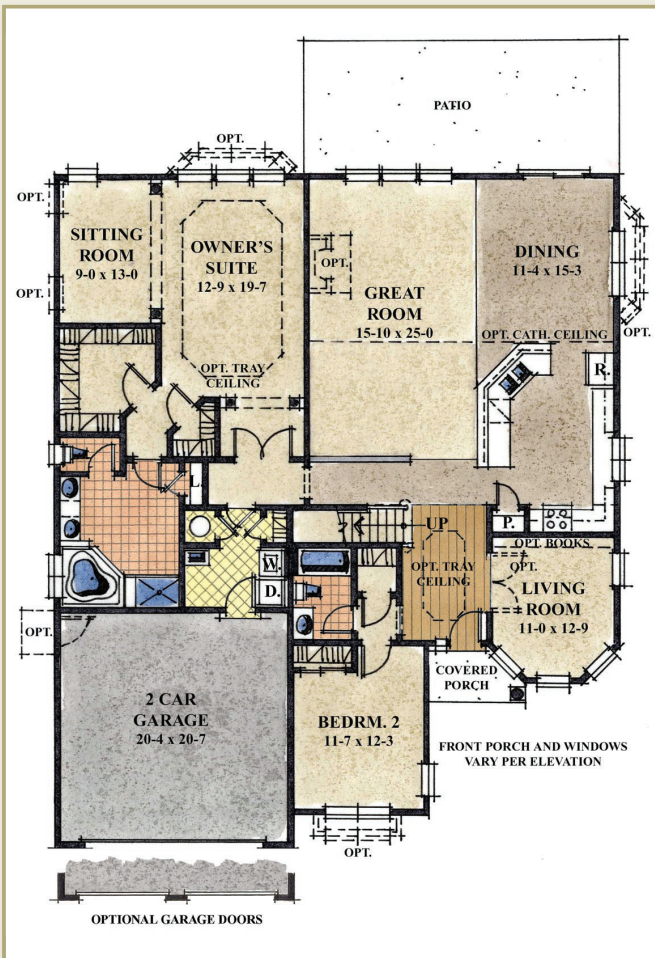 PATIO
OPT.
OPT.
SITTING
ROOM
9-0 x 13-0
OWNER'S
SUITE
12-9 x 19-7
OPT. TRAY
CEILING
OPT.
OPT.
GREAT
ROOM
15-10 x 25-0
DINING
11-4 x 15-3
OPT. CATH. CEILING
OPT.
R.
L.
UP
P.
W.
D.
OPT. TRAY
CEILING
OPT. BOOKS
OPT.
LIVING
ROOM
11-0 x 12-9
OPT.
COVERED
PORCH
2 CAR
GARAGE
20-4 x 20-7
BEDRM. 2
11-7 x 12-3
FRONT PORCH AND WINDOWS
VARY PER ELEVATION
OPT.
OPTIONAL GARAGE DOORS